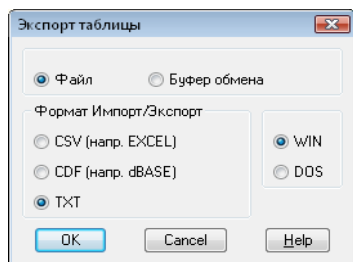 Экспорт таблицы
Файл Буфер обмена
Формат Импорт/Экспорт
CSV (напр. EXCEL) WIN
CDF (напр. dBASE) DOS
TXT
OK Cancel Help